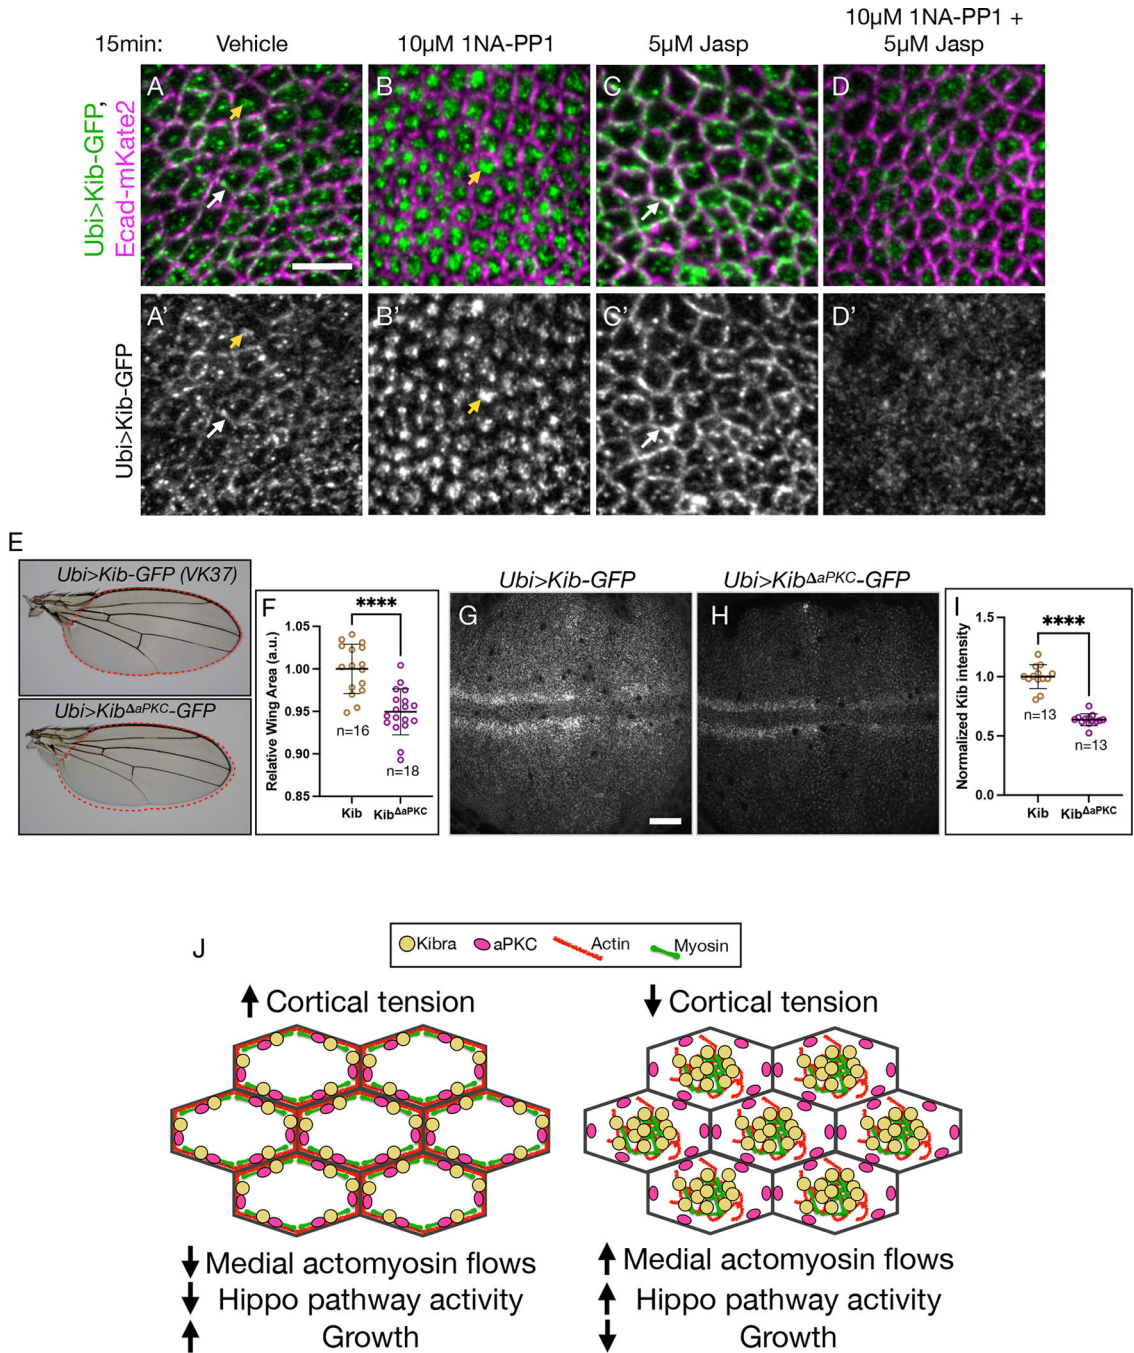 15min: Vehicle 10µM 1NA-PP1 5µM Jasp 10µM 1NA-PP1 +
5µM Jasp
Ubi>Kib-GFP,
Ecad-mKate2
A B C D
Ubi>Kib-GFP
A' B' C' D'
E
Ubi>Kib-GFP (VK37)
Ubi>KibΔaPKC-GFP
F
****
Relative Wing Area (a.u.)
1.05
1.00
0.95
0.90
0.85
n=16
n=18
Kib KibΔaPKC
Ubi>Kib-GFP Ubi>KibΔaPKC-GFP
G H
I
****
Normalized Kib intensity
1.5
1.0
0.5
0.0
n=13
n=13
Kib KibΔaPKC
J
Kibra aPKC Actin Myosin
↑ Cortical tension ↓ Cortical tension
↓ Medial actomyosin flows ↑ Medial actomyosin flows
↓ Hippo pathway activity ↑ Hippo pathway activity
↑ Growth ↓ Growth